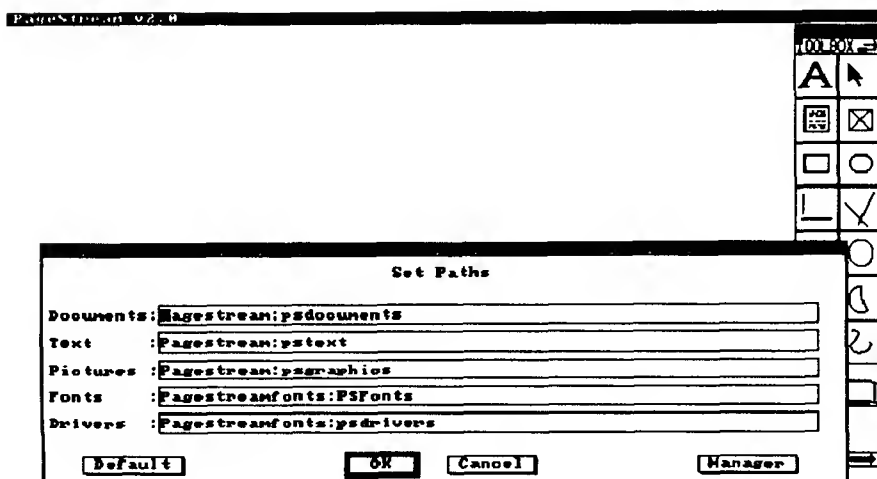 PageStream v2.0
TOOLBOX
A
Set Paths
Documents:Pagestream:psdocuments
Text :Pagestream:pstext
Pictures :Pagestream:psgraphics
Fonts :Pagestreamfonts:PSFonts
Drivers :Pagestreamfonts:psdrivers
Default OK Cancel Manager